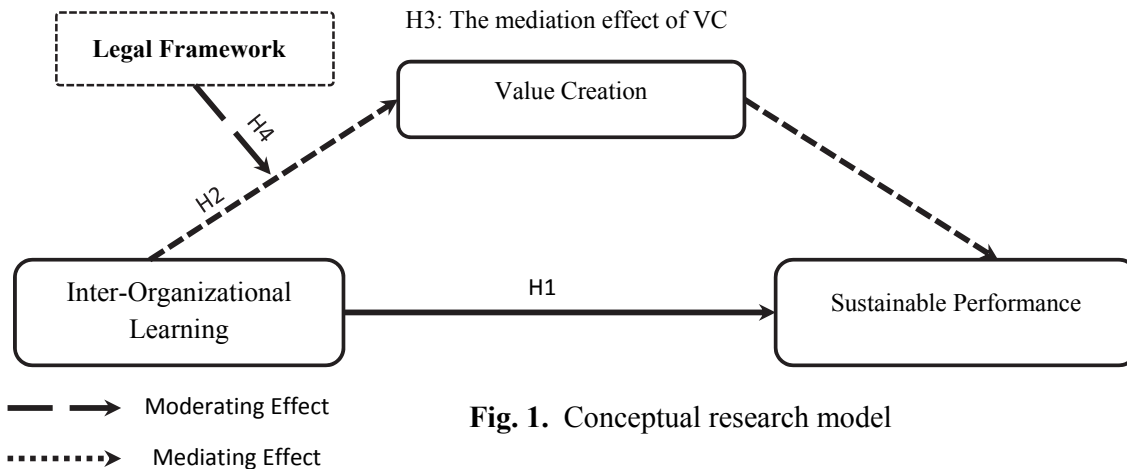 H3: The mediation effect of VC
Legal Framework
Value Creation
H4
H2
Inter-Organizational
Learning
H1
Sustainable Performance
Moderating Effect
Fig. 1. Conceptual research model
Mediating Effect